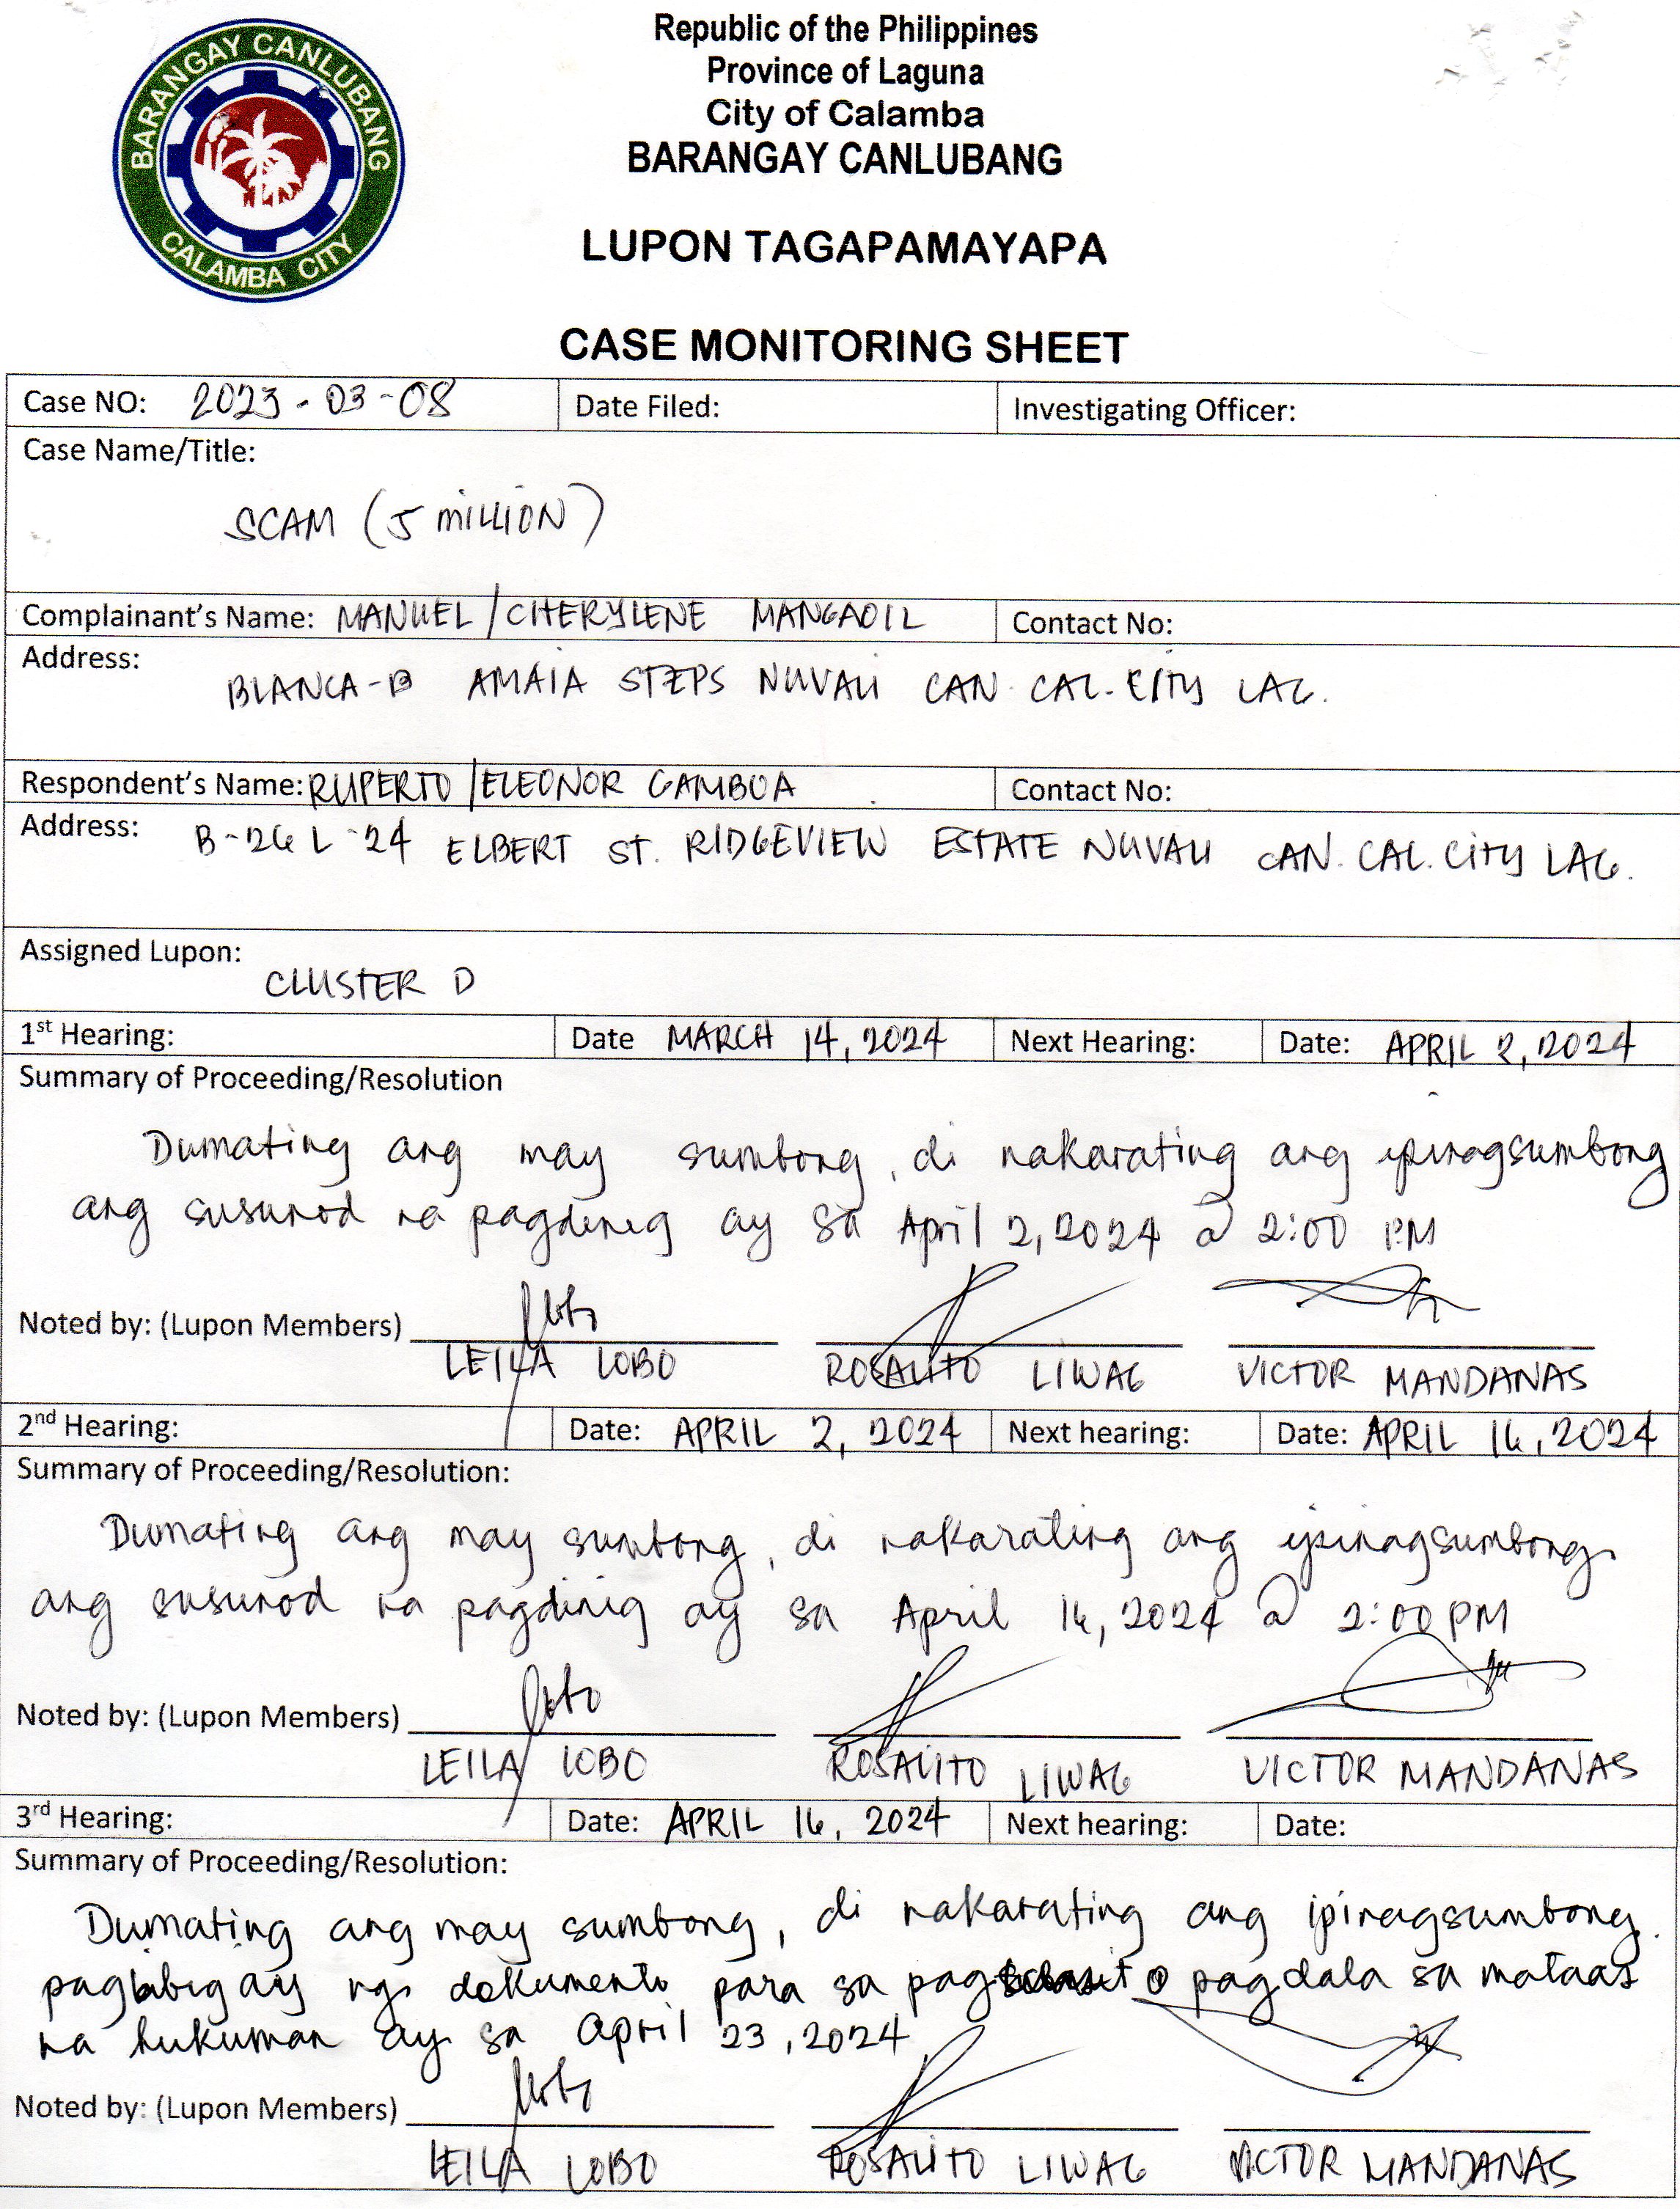 BARANGAY CANLUBANG
CALAMBA CITY
Republic of the Philippines
Province of Laguna
City of Calamba
BARANGAY CANLUBANG
LUPON TAGAPAMAYAPA
CASE MONITORING SHEET
Case NO: 2023-03-08 Date Filed: Investigating Officer:
Case Name/Title:
SCAM (5 MILLION)
Complainant's Name: MANUEL/CHERYLENE MANGAOIL Contact No:
Address:
BLANCA-B AMAIA STEPS NUVALI CAN. CAL. CITY LAG.
Respondent's Name: RUPERTO/ELEONOR GAMBOA Contact No:
Address: B-26 L-24 ELBERT ST. RIDGEVIEW ESTATE NUVALI CAN. CAL. CITY LAG.
Assigned Lupon:
CLUSTER D
1st Hearing: Date MARCH 14, 2024 Next Hearing: Date: APRIL 2, 2024
Summary of Proceeding/Resolution
Dumating ang may sumbong, di nakarating ang ipinagsumbong
ang susunod na pagdinig ay sa April 2, 2024 @ 2:00 PM
Noted by: (Lupon Members)
LEILA LOBO ROSALITO LIWAG VICTOR MANDANAS
2nd Hearing: Date: APRIL 2, 2024 Next hearing: Date: APRIL 16, 2024
Summary of Proceeding/Resolution:
Dumating ang may sumbong, di nakarating ang ipinagsumbong
ang susunod na pagdinig ay sa April 16, 2024 @ 2:00 PM
Noted by: (Lupon Members)
LEILA LOBO ROSALITO LIWAG VICTOR MANDANAS
3rd Hearing: Date: APRIL 16, 2024 Next hearing: Date:
Summary of Proceeding/Resolution:
Dumating ang may sumbong, di nakarating ang ipinagsumbong.
pagbibigay ng dokumento para sa o pagdala sa mataas
na hukuman ay sa April 23, 2024
Noted by: (Lupon Members)
LEILA LOBO ROSALITO LIWAG VICTOR MANDANAS